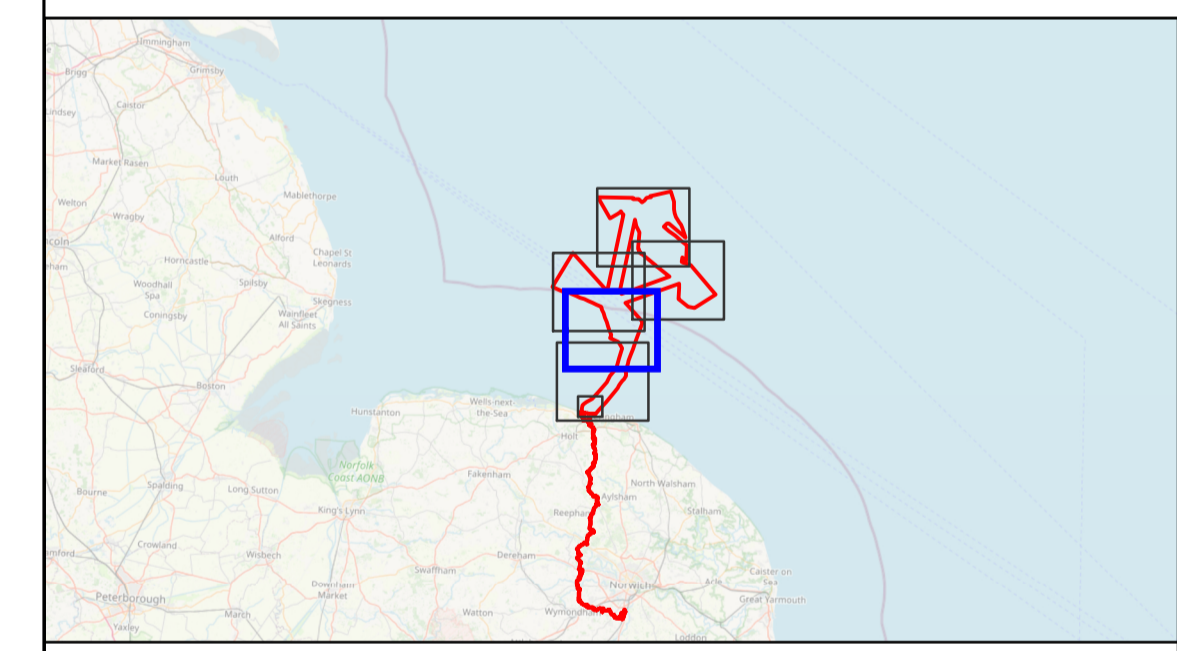 Immingham
Brigg
Grimsby
Caistor
Lindsey
Market Rasen
Louth
Mablethorpe
Welton
Wragby
Alford
Horncastle
Chapel St
Leonards
Woodhall
Spa
Spilsby
Skegness
Coningsby
Wainfleet
All Saints
Sleaford
Boston
Hunstanton
Wells-next-
the-Sea
Holt
Norfolk
Coast AONB
Fakenham
North Walsham
Bourne
Spalding
Long Sutton
Aylsham
King's Lynn
Reepham
Stalham
Crowland
Wisbech
Dereham
Swaffham
Caister on
Sea
Downham
Market
Norwich
Acle
Great Yarmouth
Peterborough
March
Watton
Wymondham
Yaxley
Loddon